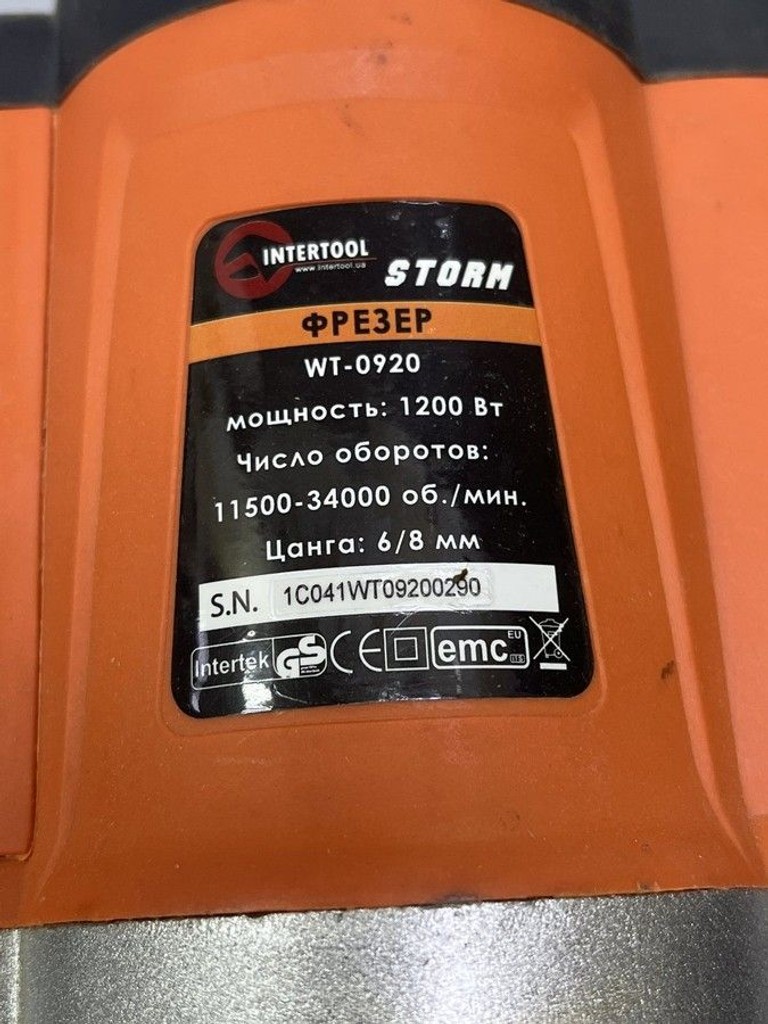 INTERTOOL
www.intertool.ua
STORM
ФРЕЗЕР
WT-0920
мощность: 1200 Вт
Число оборотов:
11500-34000 об./мин.
Цанга: 6/8 мм
S.N. 1C041WT09200290
Intertek GS CE emc EU